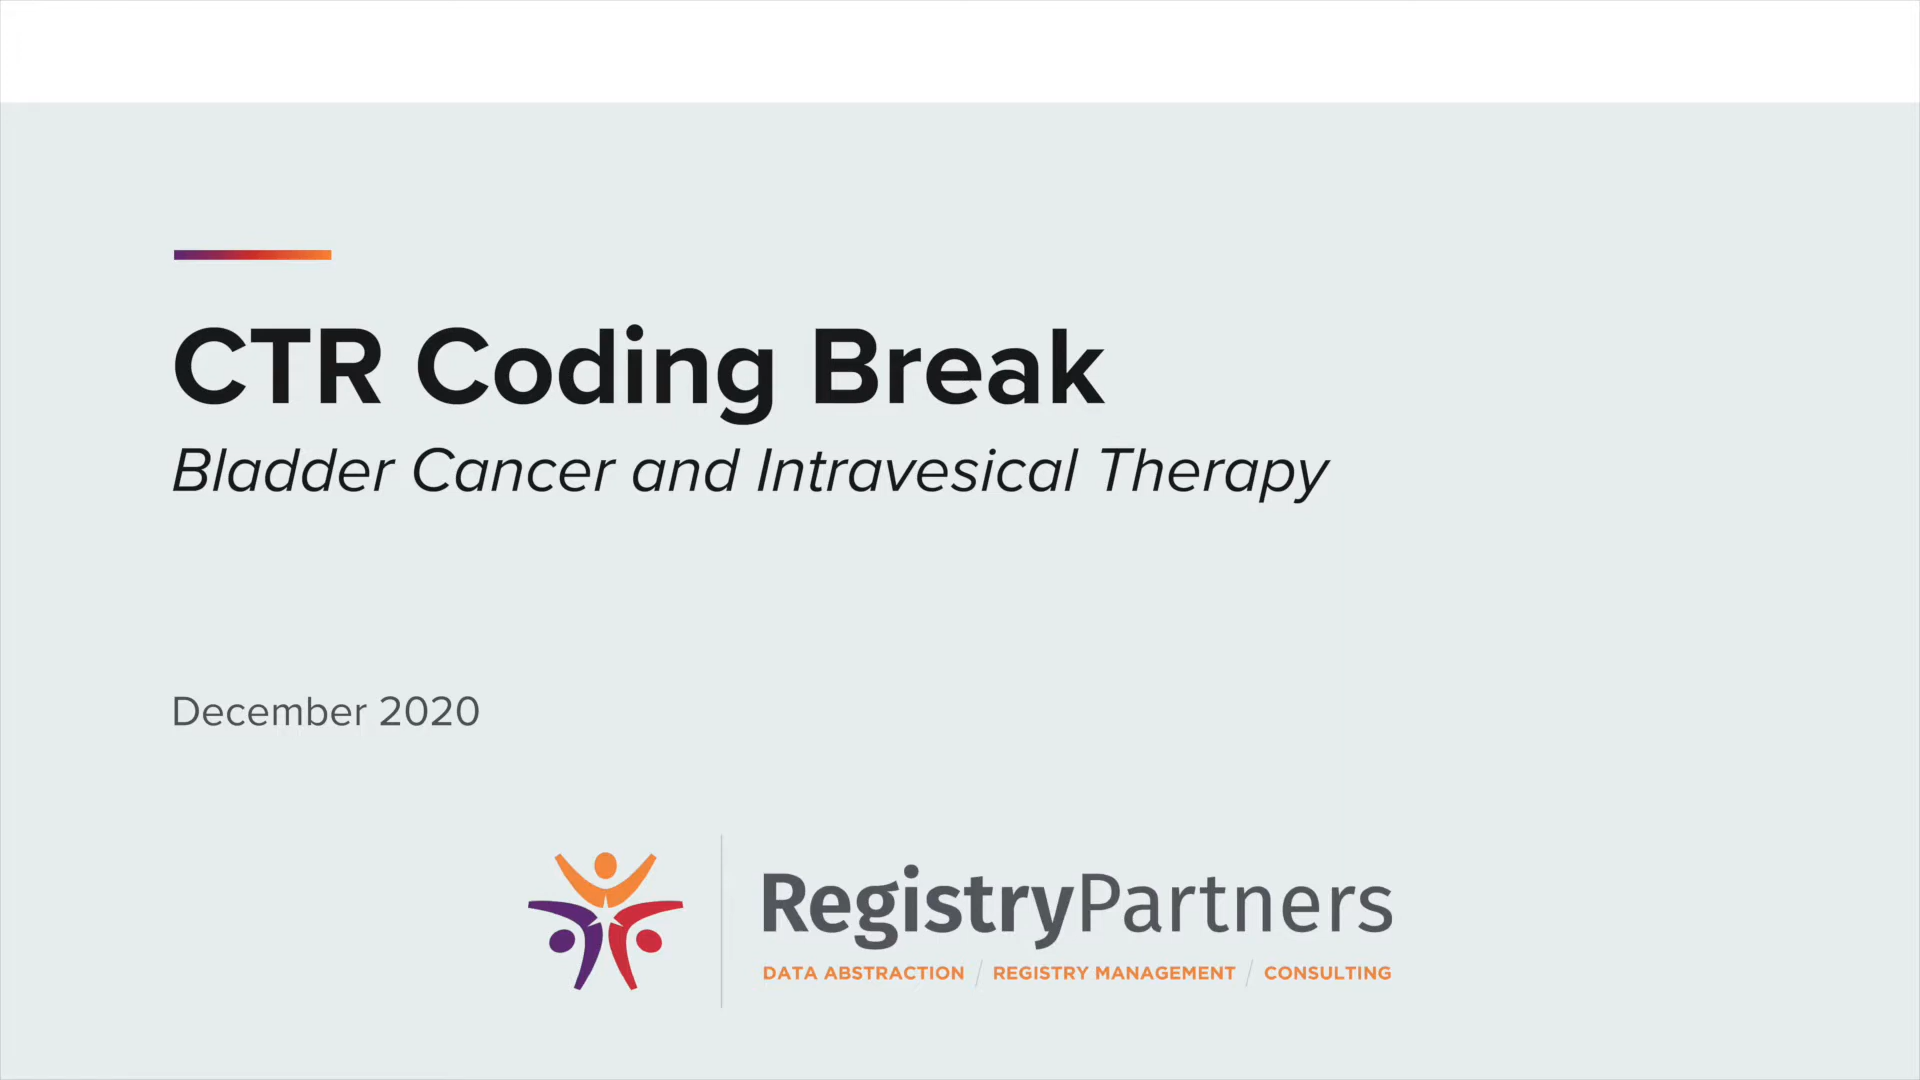 CTR Coding Break
Bladder Cancer and Intravesical Therapy
December 2020
RegistryPartners
DATA ABSTRACTION / REGISTRY MANAGEMENT / CONSULTING